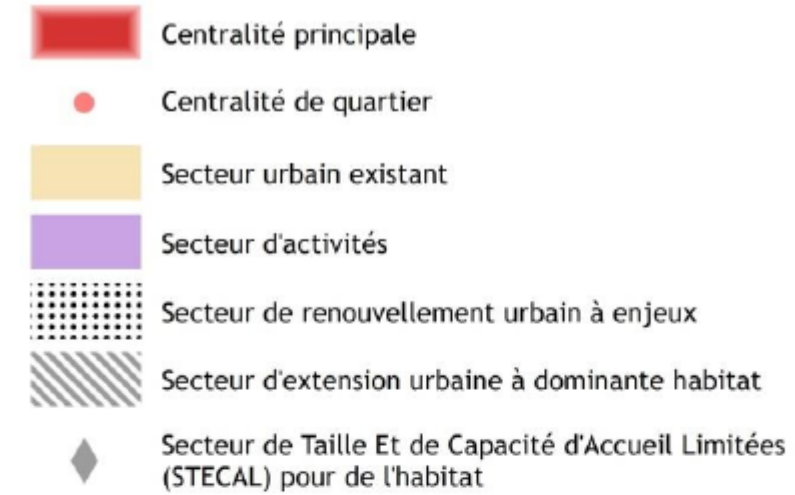 Centralité principale
Centralité de quartier
Secteur urbain existant
Secteur d'activités
Secteur de renouvellement urbain à enjeux
Secteur d'extension urbaine à dominante habitat
Secteur de Taille Et de Capacité d'Accueil Limitées
(STECAL) pour de l'habitat